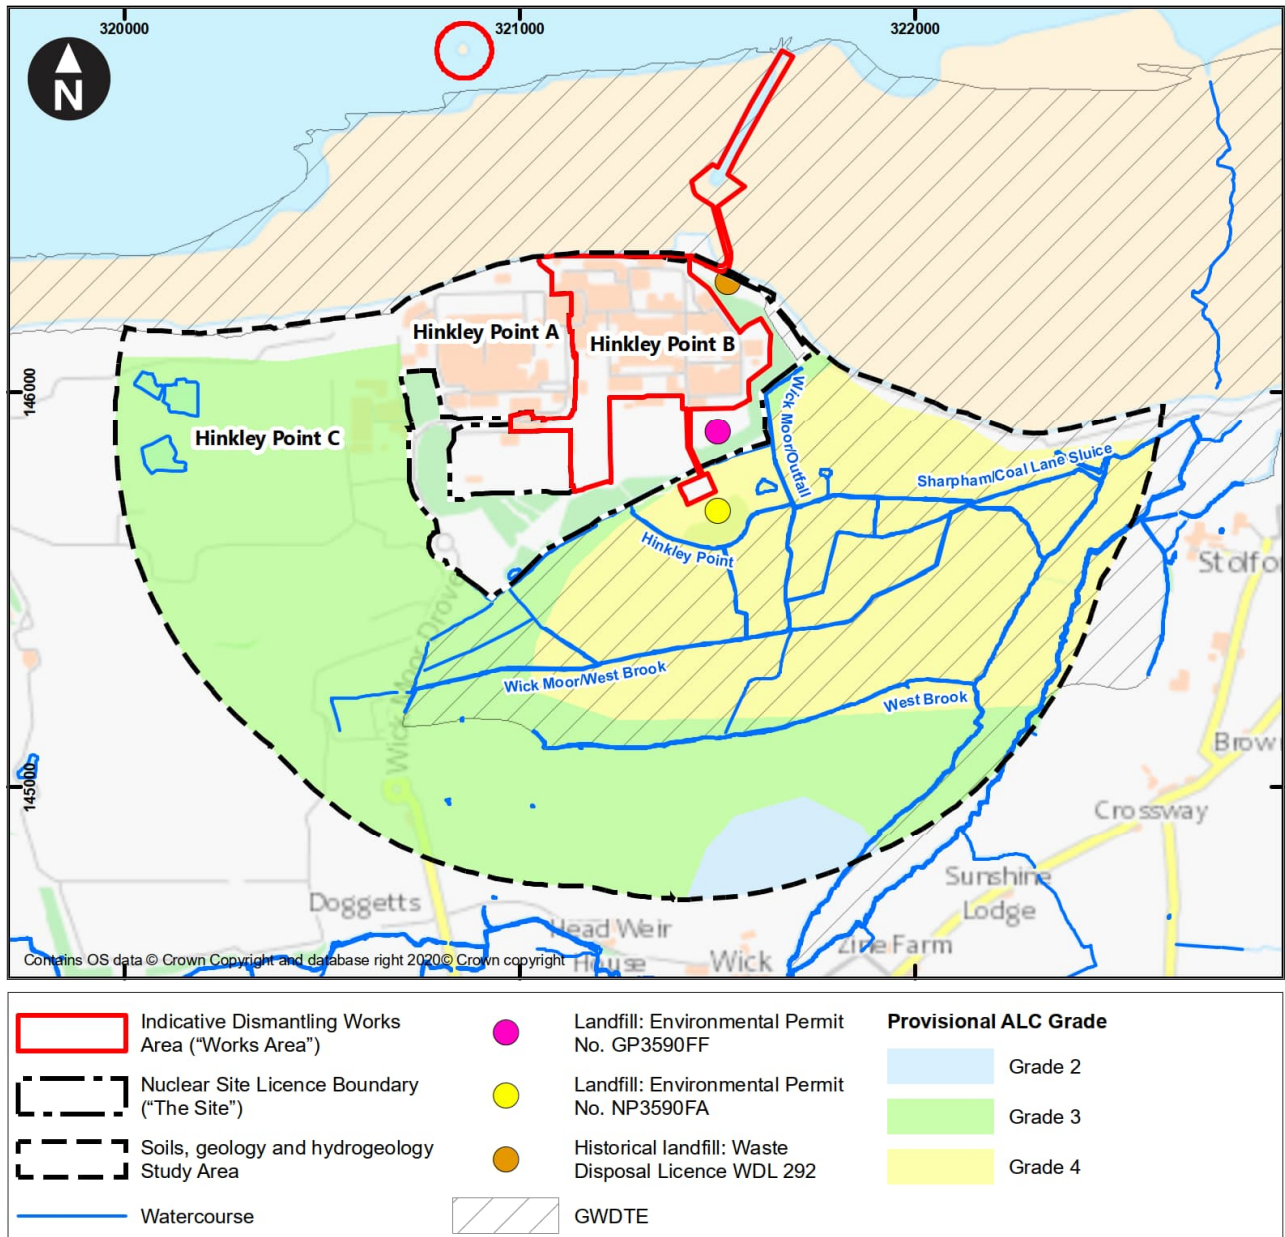 320000
321000
322000
N
146000
145000
Hinkley Point A
Hinkley Point B
Hinkley Point C
Wick Moor/Outfall
Sharpham/Coal Lane Sluice
Hinkley Point
Stolfo
Wick Moor Drove
Wick Moor/West Brook
West Brook
Brow
Crossway
Sunshine
Lodge
Doggetts
Head Weir
House
Wick
Zine Farm
Contains OS data © Crown Copyright and database right 2020© Crown copyright
Indicative Dismantling Works
Area ("Works Area")
Nuclear Site Licence Boundary
("The Site")
Soils, geology and hydrogeology
Study Area
Watercourse
Landfill: Environmental Permit
No. GP3590FF
Landfill: Environmental Permit
No. NP3590FA
Historical landfill: Waste
Disposal Licence WDL 292
GWDTE
Provisional ALC Grade
Grade 2
Grade 3
Grade 4